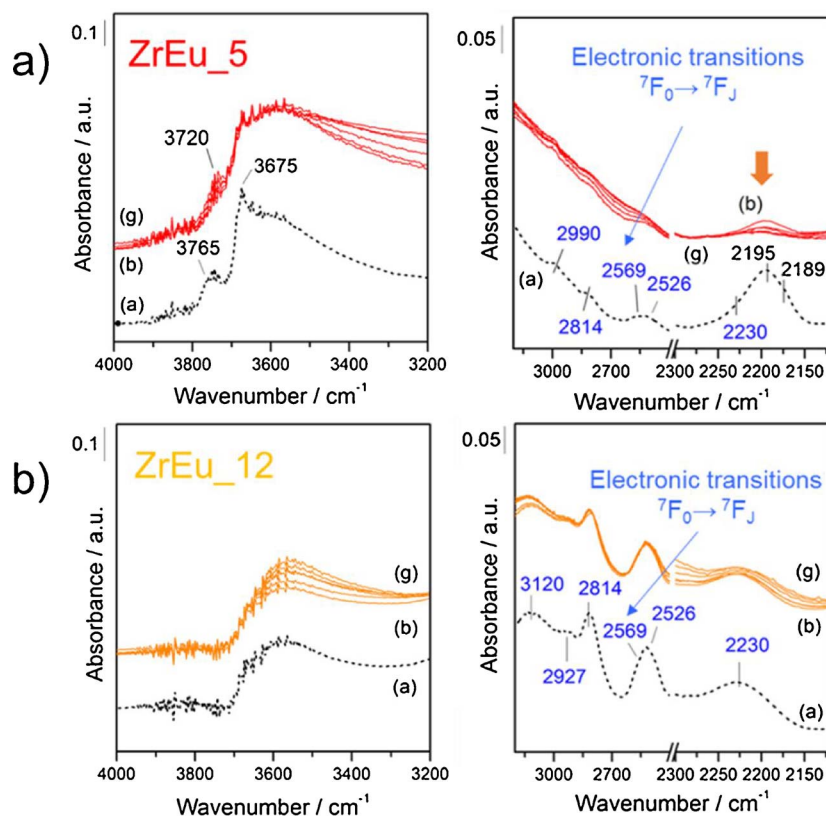 a)
0.1
ZrEu_5
3720
3675
(g)
(b)
3765
(a)
Absorbance / a.u.
4000 3800 3600 3400 3200
Wavenumber / cm-1
0.05
Electronic transitions
7F0→ 7FJ
(b)
(g)
2990
(a)
2569
2526
2195
2189
2814
2230
Absorbance / a.u.
3000 2700 2300 2250 2200 2150 2100
Wavenumber / cm-1
b)
0.1
ZrEu_12
(g)
(b)
(a)
Absorbance / a.u.
4000 3800 3600 3400 3200
Wavenumber / cm-1
0.05
Electronic transitions
7F0→ 7FJ
(g)
(b)
3120
2814
2569
2526
2927
2230
(a)
Absorbance / a.u.
3000 2700 2300 2250 2200 2150 2100
Wavenumber / cm-1